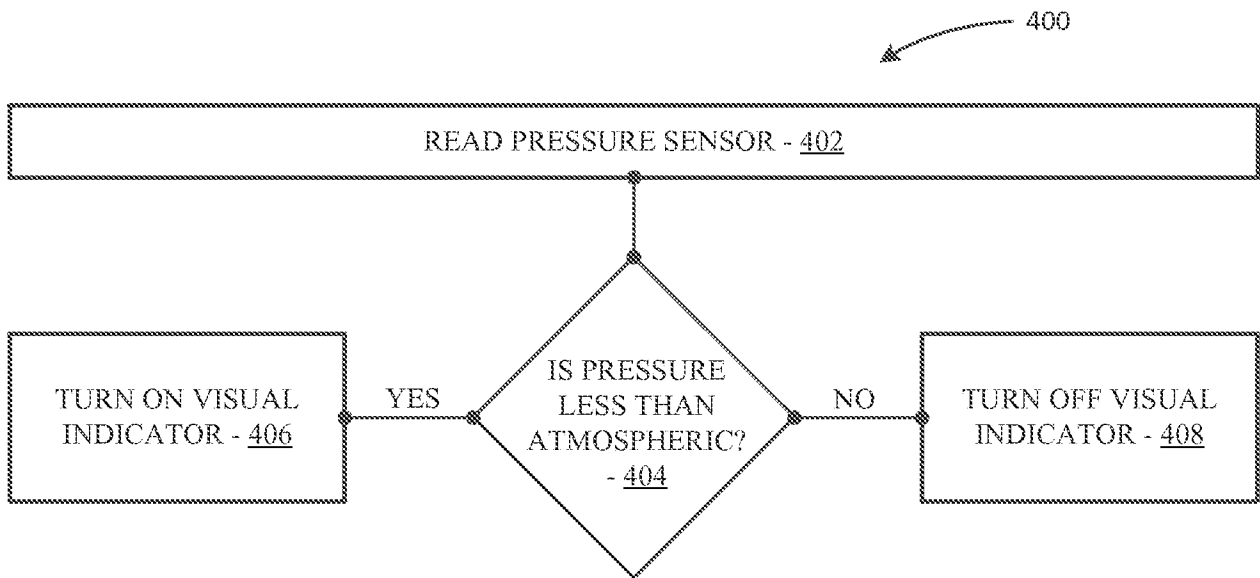 400
READ PRESSURE SENSOR - 402
IS PRESSURE
LESS THAN
ATMOSPHERIC?
- 404
YES
TURN ON VISUAL
INDICATOR - 406
NO
TURN OFF VISUAL
INDICATOR - 408